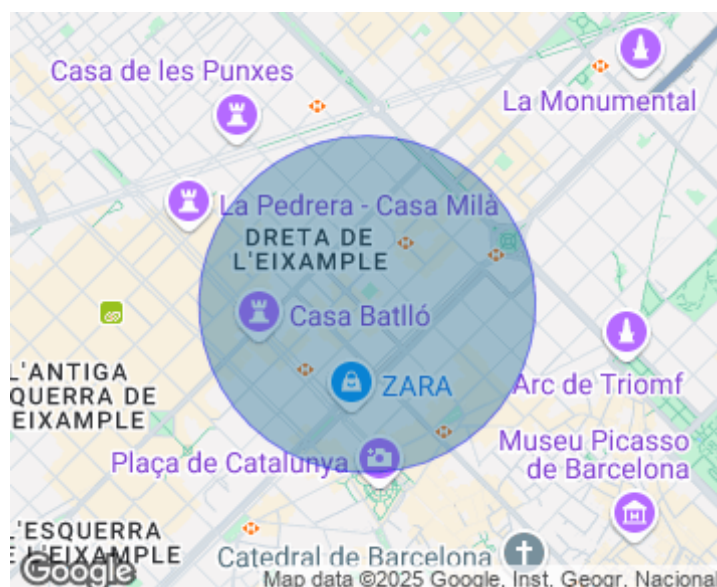 Casa de les Punxes
La Monumental
La Pedrera - Casa Milà
DRETA DE
L'EIXAMPLE
Casa Batlló
L'ANTIGA
QUERRA DE
EIXAMPLE
ZARA
Arc de Triomf
Plaça de Catalunya
Museu Picasso
de Barcelona
L'ESQUERRA
E L'EIXAMPLE
Catedral de Barcelona
Google
Map data ©2025 Google, Inst. Geogr. Nacional